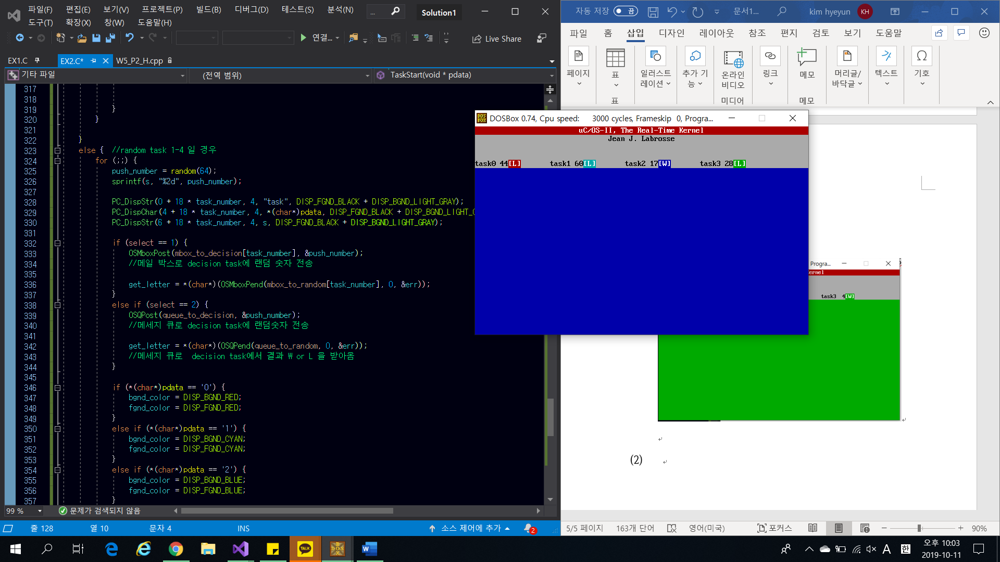 파일(F) 편집(E) 보기(V) 프로젝트(P) 빌드(B) 디버그(D) 테스트(S) 분석(N)
도구(T) 확장(X) 창(W) 도움말(H)
... Solution1
연결... Live Share
EX1.C EX2.C* W5_P2_H.cpp
기타 파일 (전역 범위) TaskStart(void * pdata)
317
318
319 }
320 }
321
322 }
323 else { //random task 1-4 일 경우
324 for (;;) {
325 push_number = random(64);
326 sprintf(s, "%2d", push_number);
327
328 PC_DispStr(0 + 18 * task_number, 4, "task", DISP_FGND_BLACK + DISP_BGND_LIGHT_GRAY);
329 PC_DispChar(4 + 18 * task_number, 4, *(char*)pdata, DISP_FGND_BLACK + DISP_BGND_LIGHT_G
330 PC_DispStr(6 + 18 * task_number, 4, s, DISP_FGND_BLACK + DISP_BGND_LIGHT_GRAY);
331
332 if (select == 1) {
333 OSMboxPost(mbox_to_decision[task_number], &push_number);
334 //메일 박스로 decision task에 랜덤 숫자 전송
335
336 get_letter = *(char*)(OSMboxPend(mbox_to_random[task_number], 0, &err));
337 }
338 else if (select == 2) {
339 OSQPost(queue_to_decision, &push_number);
340 //메세지 큐로 decision task에 랜덤숫자 전송
341
342 get_letter = *(char*)(OSQPend(queue_to_random, 0, &err));
343 //메세지 큐로 decision task에서 결과 W or L 을 받아옴
344 }
345
346 if (*(char*)pdata == '0') {
347 bgnd_color = DISP_BGND_RED;
348 fgnd_color = DISP_FGND_RED;
349 }
350 else if (*(char*)pdata == '1') {
351 bgnd_color = DISP_BGND_CYAN;
352 fgnd_color = DISP_FGND_CYAN;
353 }
354 else if (*(char*)pdata == '2') {
355 bgnd_color = DISP_BGND_BLUE;
356 fgnd_color = DISP_FGND_BLUE;
357 }
99 % 문제가 검색되지 않음
줄 128 열 10 문자 4 INS 소스 제어에 추가 2
자동 저장 끔 문서1... kim hyeyun KH
파일 홈 삽입 디자인 레이아웃 참조 편지 검토 보기 도움말
페이지 표 일러스트레이션 추가 기능 온라인 비디오 링크 메모 머리글/바닥글 텍스트 기호
표 미디어 메모
DOSBox 0.74, Cpu speed: 3000 cycles, Frameskip 0, Progra...
uC/OS-II, The Real-Time Kernel
Jean J. Labrosse
task0 44[L] task1 60[L] task2 17[W] task3 28[L]
Progra...
ernel
task3 4[W]
(2)
5/5 페이지 163개 단어 영어(미국) 포커스 90%
TALK DOS BOX A 한 오후 10:03
2019-10-11